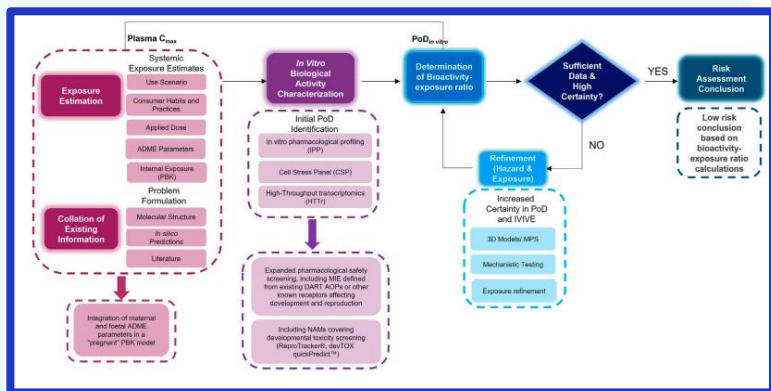 Plasma Cmax
PoDin vitro
Systemic
Exposure Estimates
Exposure
Estimation
Use Scenario
Consumer Habits and
Practices
Applied Dose
ADME Parameters
Internal Exposure
(PBK)
Problem
Formulation
Collation of
Existing
Information
Molecular Structure
In silico
Predictions
Literature
Integration of maternal
and foetal ADME
parameters in a
"pregnant" PBK model
In Vitro
Biological
Activity
Characterization
Initial PoD
Identification
In vitro pharmacological profiling
(IPP)
Cell Stress Panel (CSP)
High-Throughput transcriptomics
(HTTr)
Expanded pharmacological safety
screening, including MIE defined
from existing DART AOPs or other
known receptors affecting
development and reproduction
Including NAMs covering
developmental toxicity screening
(ReproTracker®, devTOX
quickPredict™)
Determination
of Bioactivity-
exposure ratio
Sufficient
Data &
High
Certainty?
YES
NO
Refinement
(Hazard &
Exposure)
Increased
Certainty in PoD
and IVIVE
3D Models/ MPS
Mechanistic Testing
Exposure refinement
Risk
Assessment
Conclusion
Low risk
conclusion
based on
bioactivity-
exposure ratio
calculations